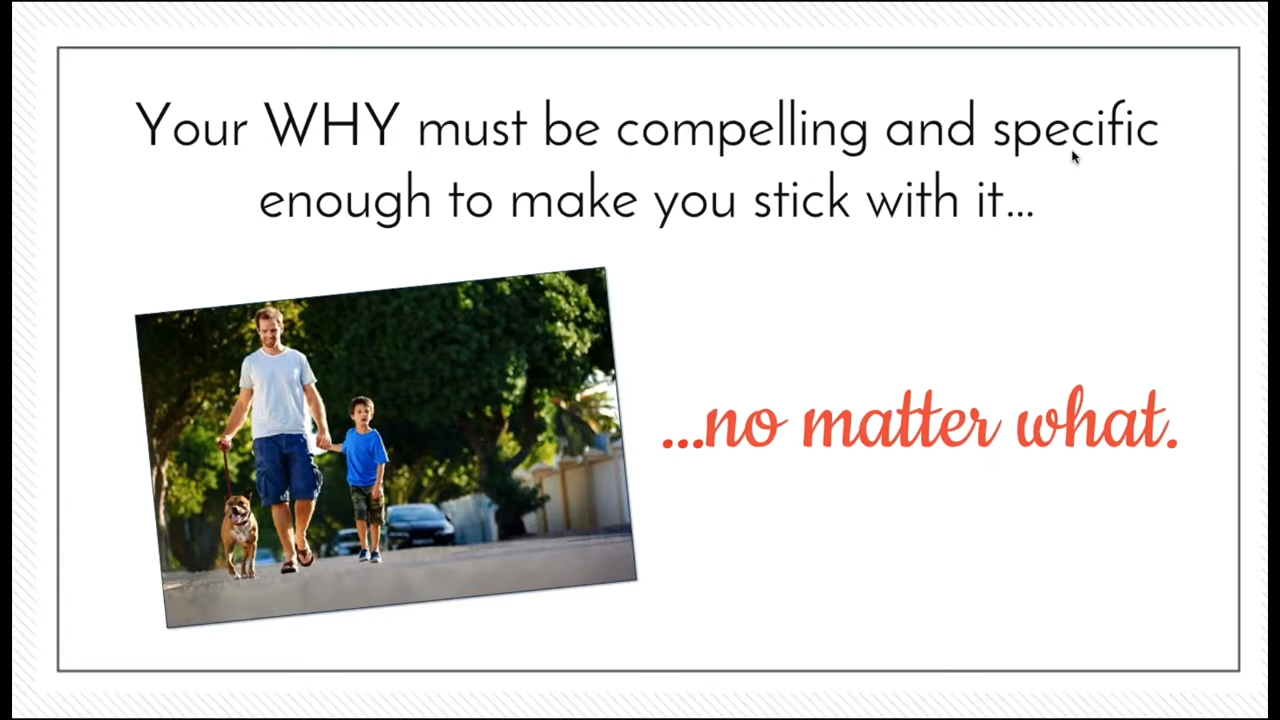 Your WHY must be compelling and specific
enough to make you stick with it...
...no matter what.